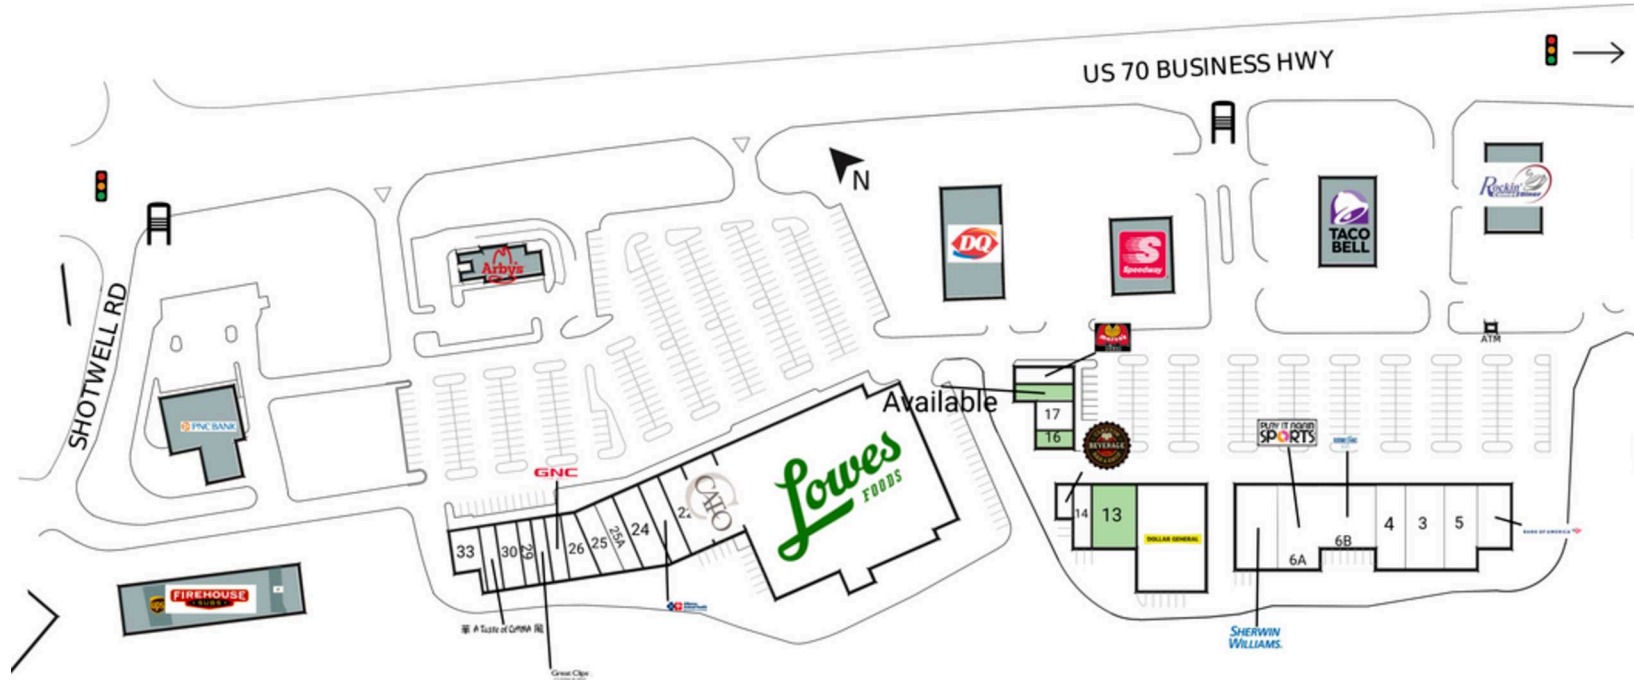 US 70 BUSINESS HWY
N
SHOTWELL RD
Arby's
DQ
Speedway
TACO
BELL
Rockin'
ATM
PNC BANK
Available
17
16
BEVERAGE
PLAY IT AGAIN
SPORTS
GNC
CATO
Lowes
FOODS
33
30
29
26
25
25A
24
22
14
13
DOLLAR GENERAL
6A
6B
4
3
5
BANK OF AMERICA
ups
FIREHOUSE
SUBS
A Taste of CHINA
Great Clips
SHERWIN
WILLIAMS.